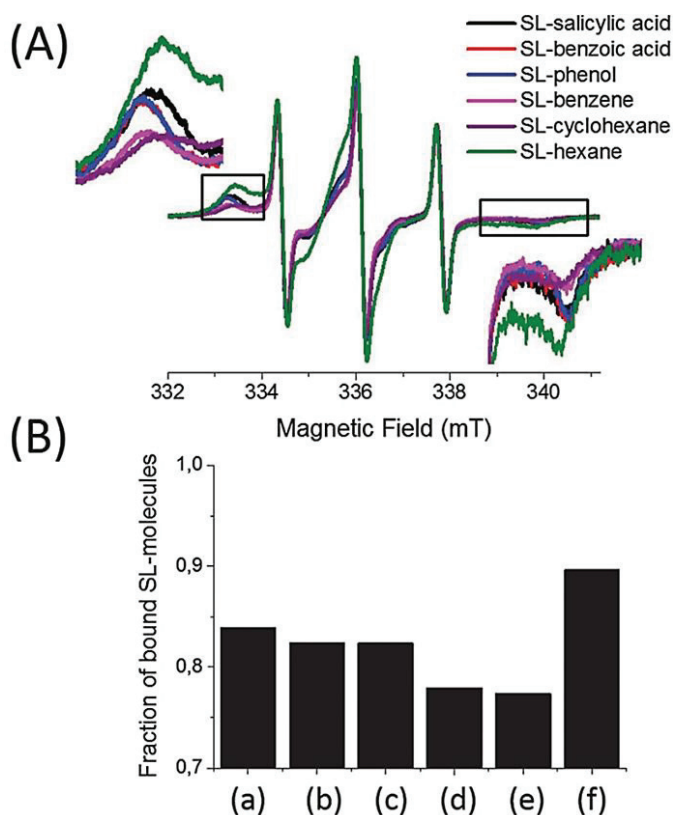 (A)
SL-salicylic acid
SL-benzoic acid
SL-phenol
SL-benzene
SL-cyclohexane
SL-hexane
332 334 336 338 340
Magnetic Field (mT)
(B)
Fraction of bound SL-molecules
1,0
0,9
0,8
0,7
(a) (b) (c) (d) (e) (f)